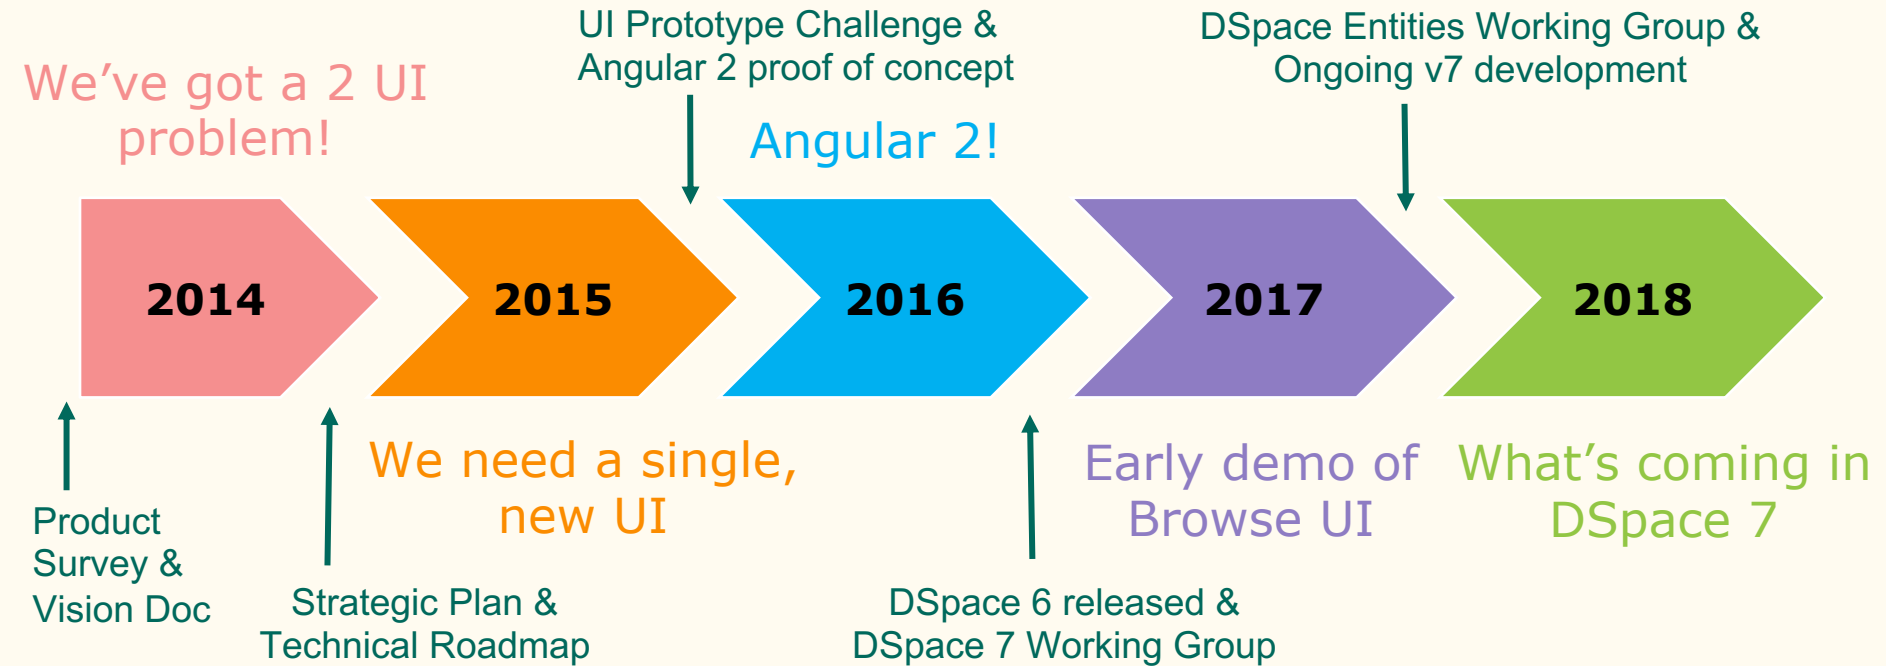 UI Prototype Challenge &
Angular 2 proof of concept
DSpace Entities Working Group &
Ongoing v7 development
We’ve got a 2 UI
problem!
Angular 2!
2014
2015
2016
2017
2018
We need a single,
new UI
Early demo of
Browse UI
What’s coming in
DSpace 7
Product
Survey &
Vision Doc
Strategic Plan &
Technical Roadmap
DSpace 6 released &
DSpace 7 Working Group